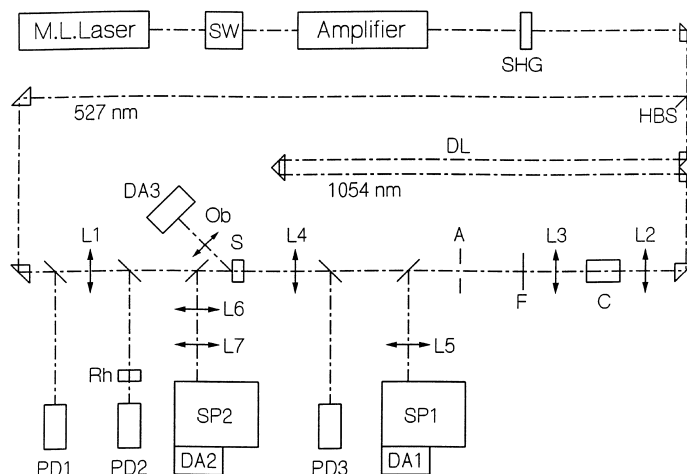 M.L.Laser
SW
Amplifier
SHG
527 nm
HBS
DL
1054 nm
DA3
Ob
L1
S
L4
A
L3
L2
L6
F
C
L7
L5
Rh
SP2
SP1
PD1
PD2
DA2
PD3
DA1